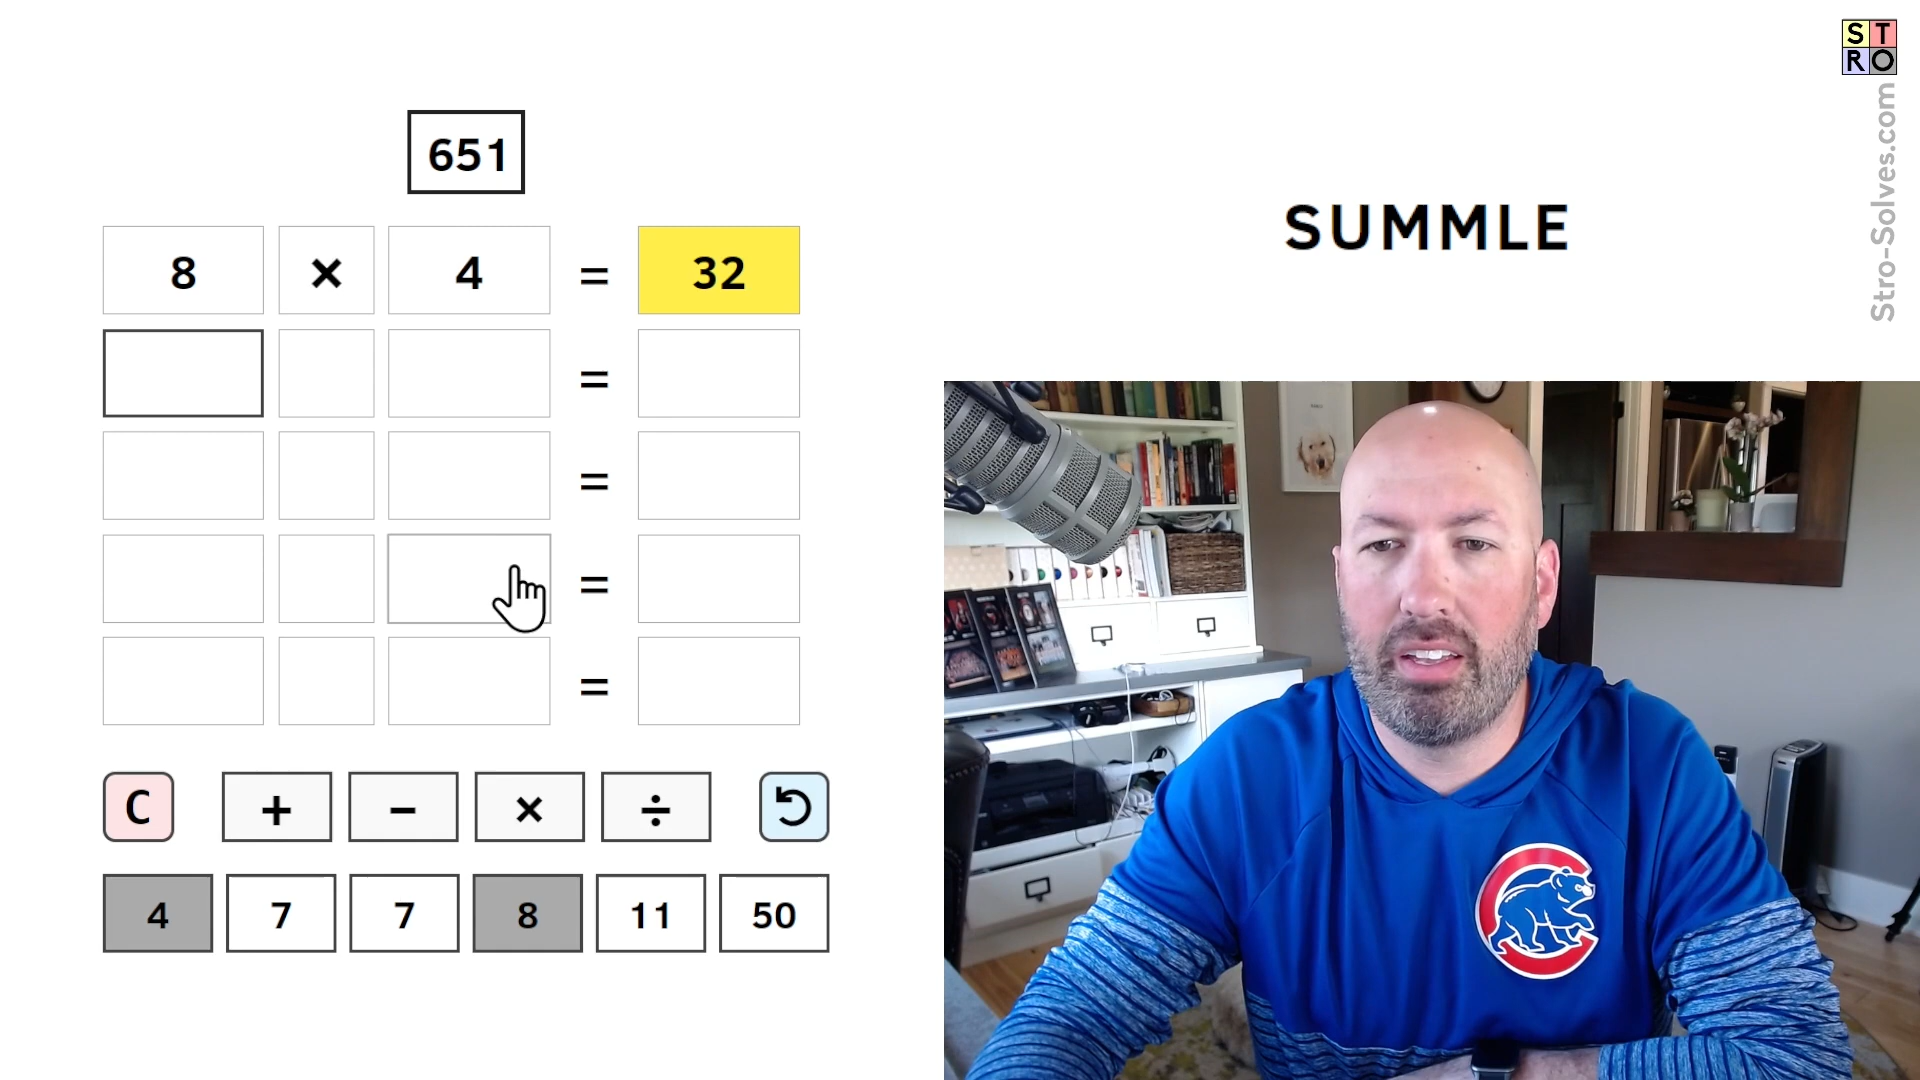 S T
R O
Stro-Solves.com
651
SUMMLE
8 × 4 = 32
=
=
=
=
C + − × ÷
4 7 7 8 11 50